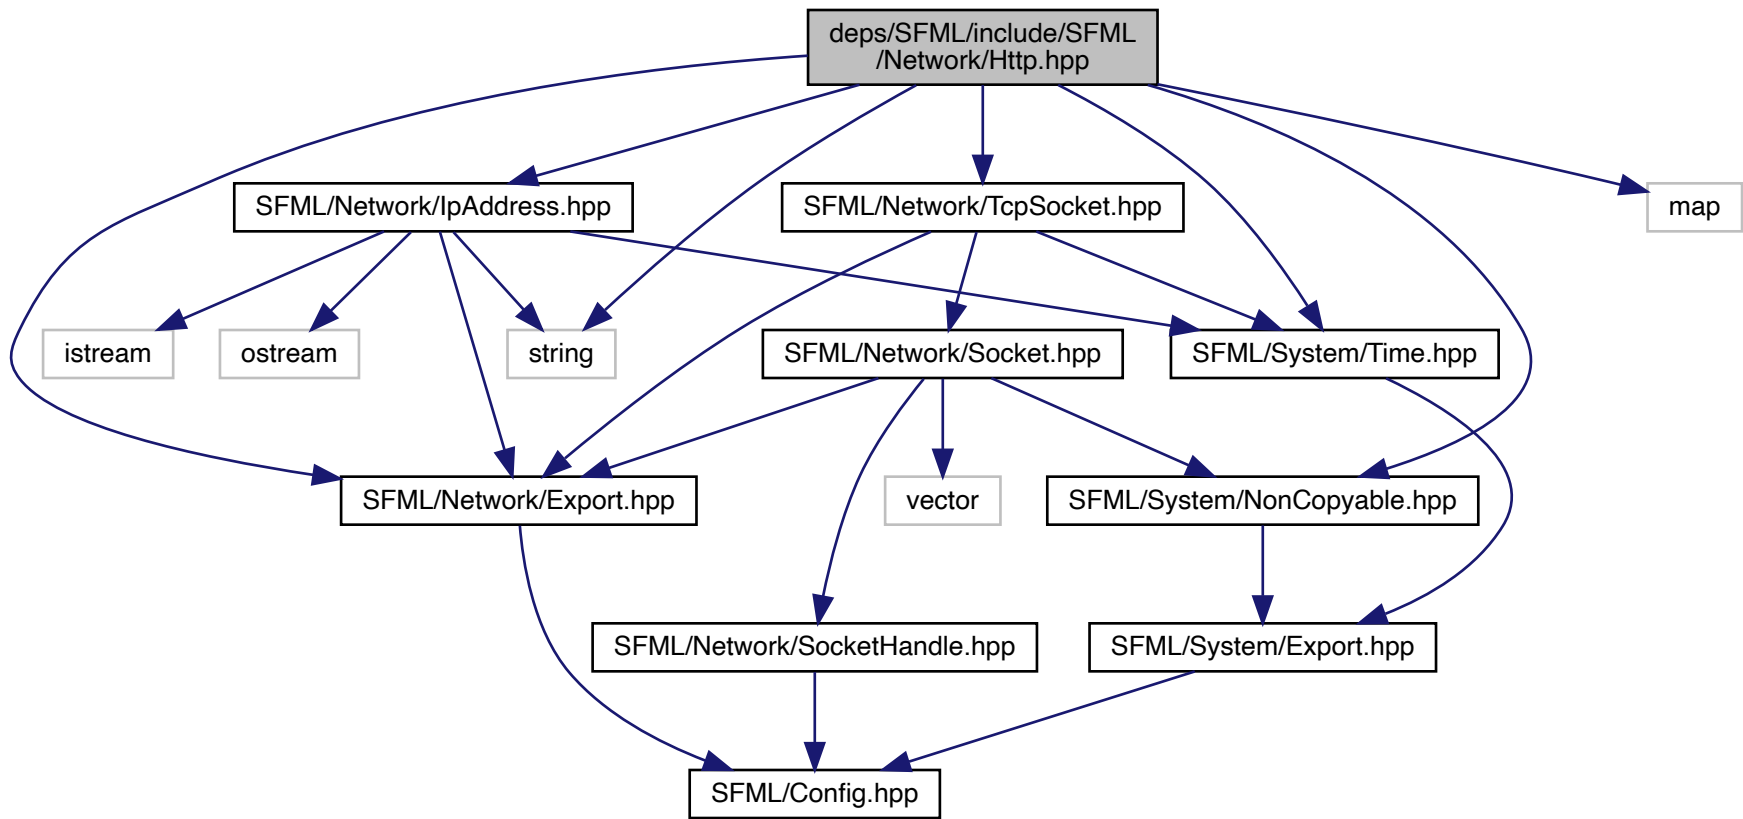 deps/SFML/include/SFML
/Network/Http.hpp
SFML/Network/IpAddress.hpp
SFML/Network/TcpSocket.hpp
map
istream
ostream
string
SFML/Network/Socket.hpp
SFML/System/Time.hpp
SFML/Network/Export.hpp
vector
SFML/System/NonCopyable.hpp
SFML/Network/SocketHandle.hpp
SFML/System/Export.hpp
SFML/Config.hpp